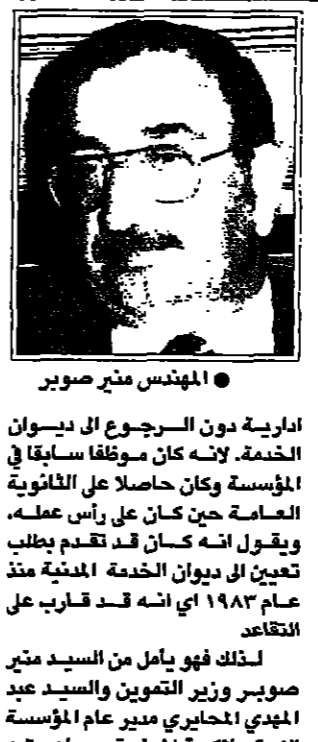 ● المهندس منير صوبر
ادارية دون الرجوع الى ديوان
الخدمة. لانه كان موظفا سابقا في
المؤسسة وكان حاصلا على الثانوية
العامة حين كان على رأس عمله.
ويقول انه كان قد تقدم بطلب
تعيين الى ديوان الخدمة المدنية منذ
عام ١٩٨٣ اي انه قد قارب على
التقاعد
لذلك فهو يأمل من السيد منير
صوبر وزير التموين والسيد عبد
المهدي المجايري مدير عام المؤسسة